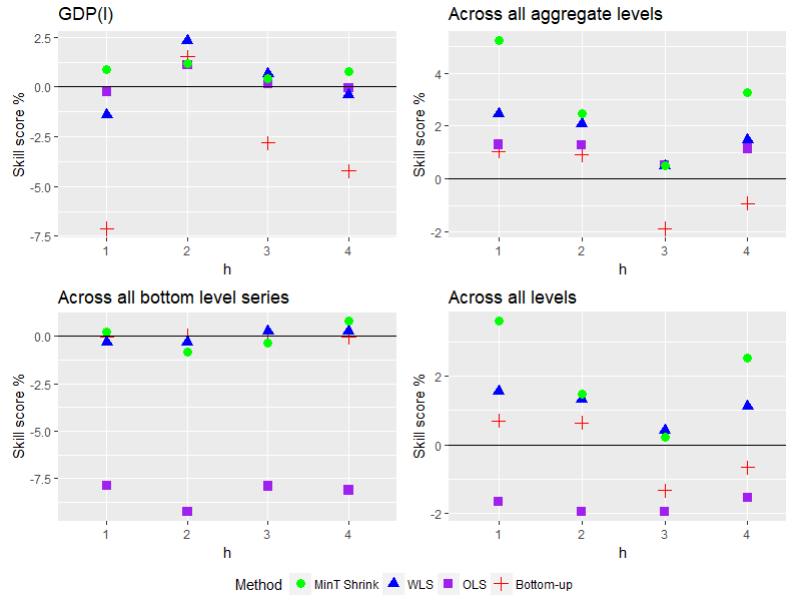 GDP(I)
Skill score %
2.5
0.0
-2.5
-5.0
-7.5
1 2 3 4
h
Across all aggregate levels
Skill score %
4
2
0
-2
1 2 3 4
h
Across all bottom level series
Skill score %
0.0
-2.5
-5.0
-7.5
1 2 3 4
h
Across all levels
Skill score %
2
0
-2
1 2 3 4
h
Method MinT Shrink WLS OLS Bottom-up